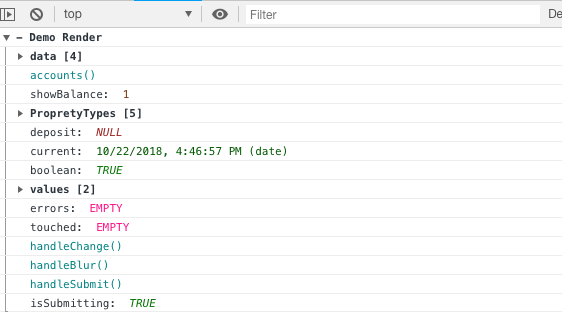 top Filter De
– Demo Render
data [4]
accounts()
showBalance: 1
PropretyTypes [5]
deposit: NULL
current: 10/22/2018, 4:46:57 PM (date)
boolean: TRUE
values [2]
errors: EMPTY
touched: EMPTY
handleChange()
handleBlur()
handleSubmit()
isSubmitting: TRUE